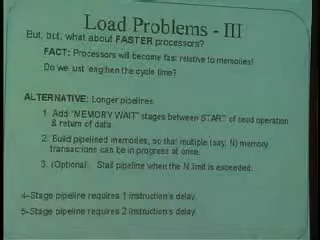 Load Problems - III
But, but, what about FASTER processors?
FACT: Processors will become fast relative to memories!
Do we just lengthen the cycle time?
ALTERNATIVE: Longer pipelines
1. Add "MEMORY WAIT" stages between START of read operation
& return of data.
2. Build pipelined memories, so that multiple (say, N) memory
transactions can be in progress at once.
3. (Optional) Stall pipeline when the N limit is exceeded.
4-Stage pipeline requires 1 instruction's delay.
5-Stage pipeline requires 2 instruction's delay.